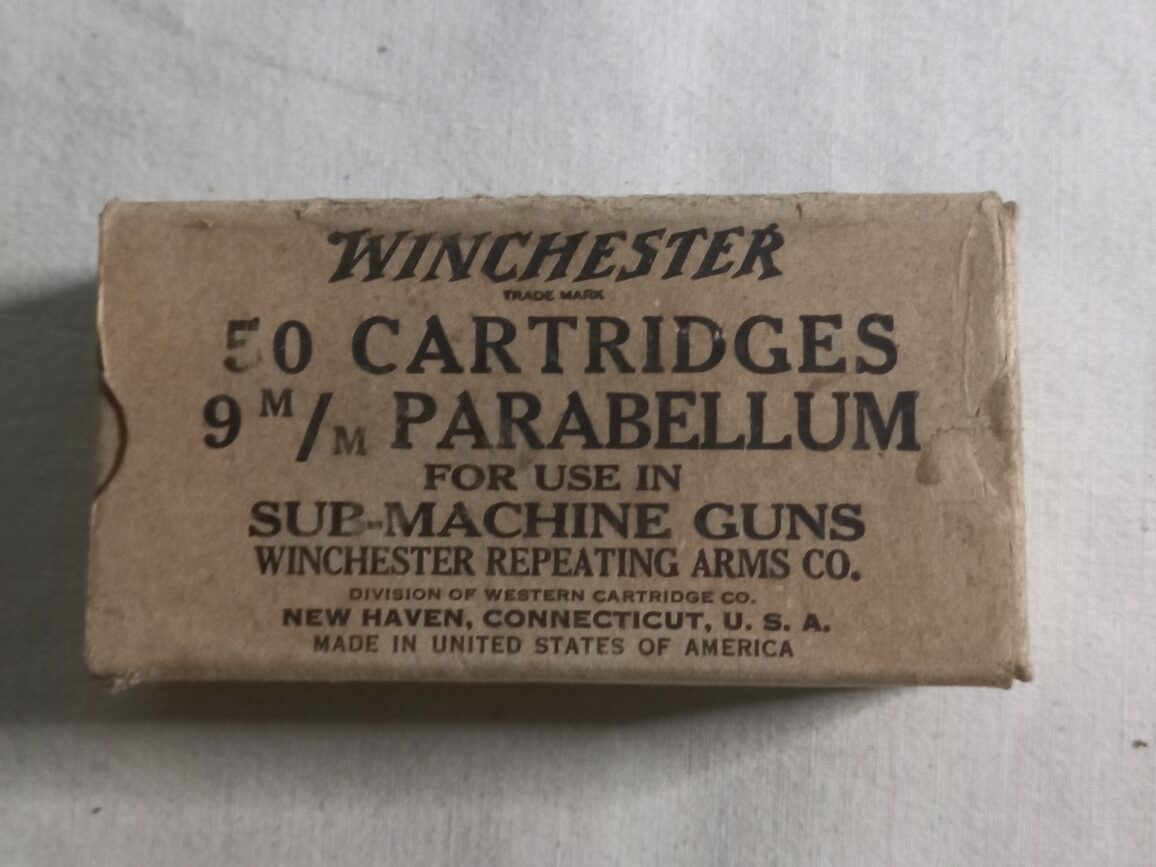 WINCHESTER
TRADE MARK
50 CARTRIDGES
9 M/M PARABELLUM
FOR USE IN
SUB-MACHINE GUNS
WINCHESTER REPEATING ARMS CO.
DIVISION OF WESTERN CARTRIDGE CO.
NEW HAVEN, CONNECTICUT, U. S. A.
MADE IN UNITED STATES OF AMERICA